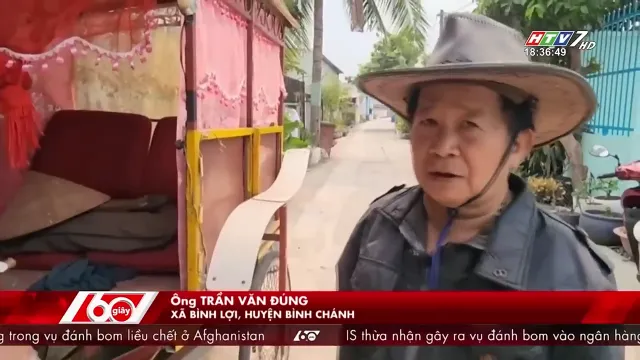 HTV7 HD
18:36:49
60 giây
Ông TRẦN VĂN ĐÚNG
XÃ BÌNH LỢI, HUYỆN BÌNH CHÁNH
g trong vụ đánh bom liều chết ở Afghanistan 60 IS thừa nhận gây ra vụ đánh bom vào ngân hàng